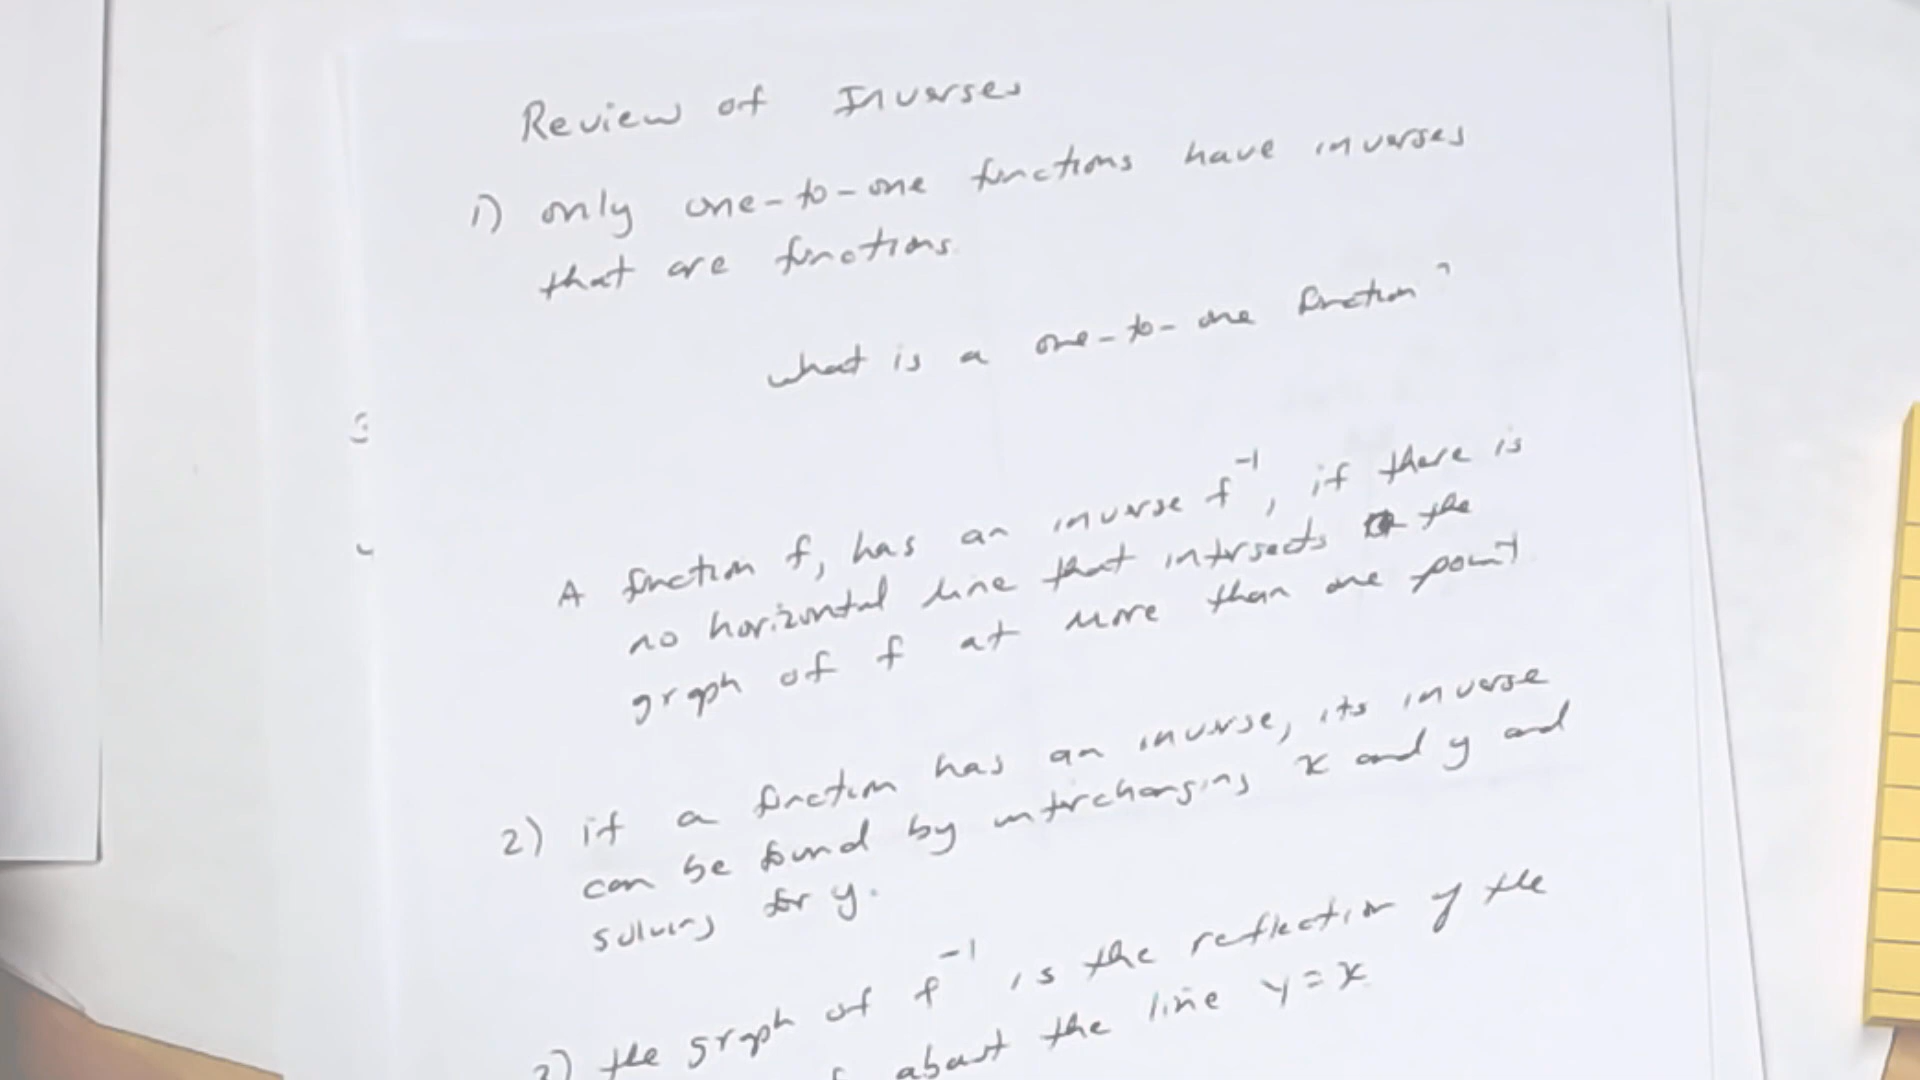 Review of Inverses
1) only one-to-one functions have inverses
that are functions.
what is a one-to-one function?
A function f, has an inverse f⁻¹, if there is
no horizontal line that intersects the
graph of f at more than one point
2) if a function has an inverse, its inverse
can be found by interchanging x and y and
solving for y.
3) the graph of f⁻¹ is the reflection of the
about the line y = x